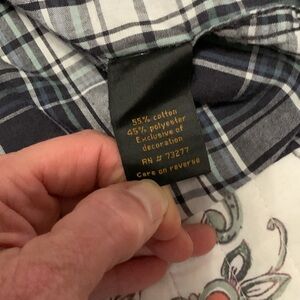 55% cotton
45% polyester
Exclusive of
decoration
RN # 73277
Care on reverse